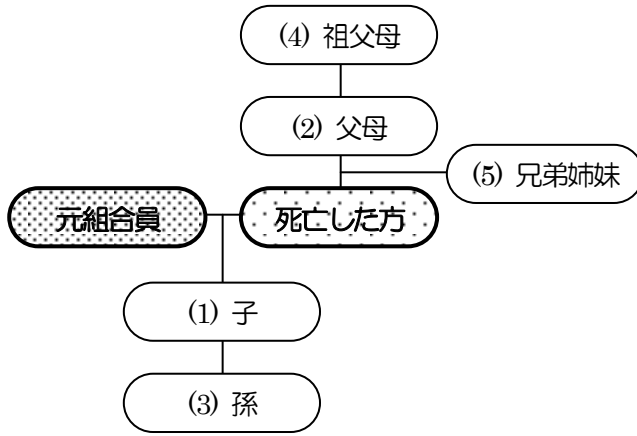 (4) 祖父母
(2) 父母
(5) 兄弟姉妹
元組合員
死亡した方
(1) 子
(3) 孫